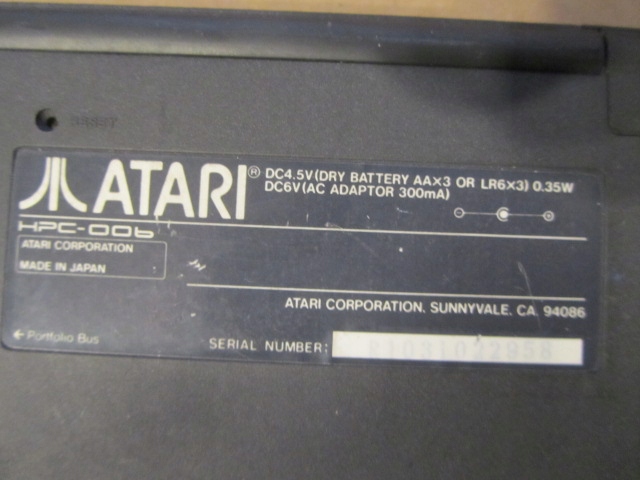 RESET
ATARI®
DC4.5V(DRY BATTERY AA×3 OR LR6×3) 0.35W
DC6V(AC ADAPTOR 300mA)
HPC-006
ATARI CORPORATION
MADE IN JAPAN
ATARI CORPORATION, SUNNYVALE, CA. 94086
← Portfolio Bus
SERIAL NUMBER: